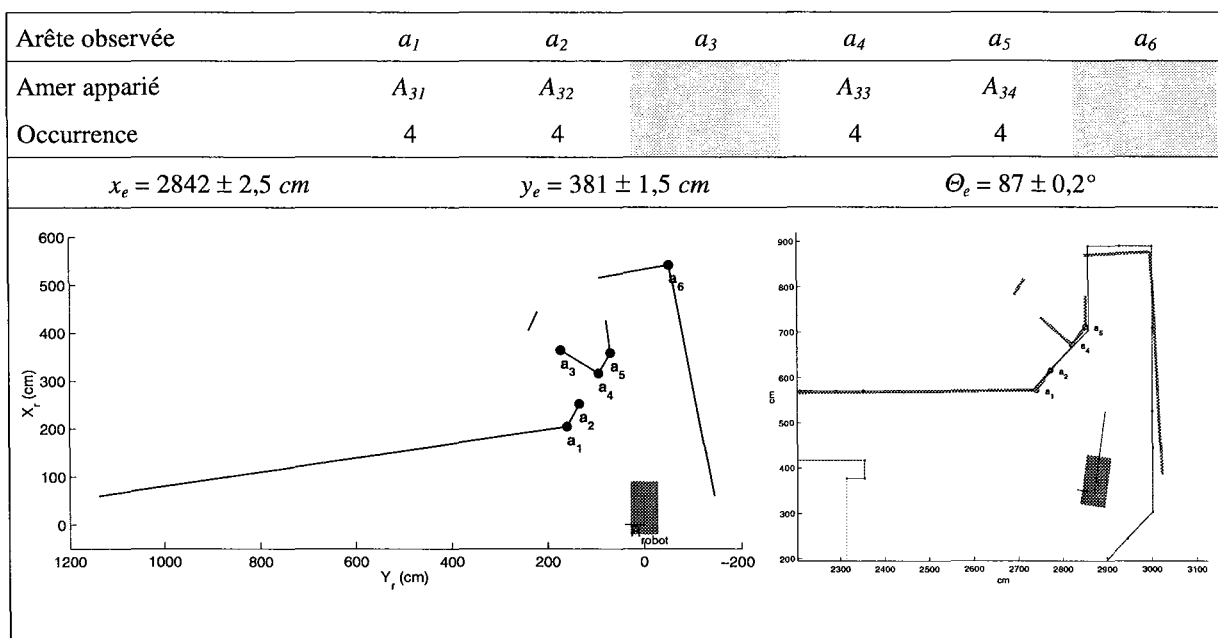 Arête observée a1 a2 a3 a4 a5 a6
Amer apparié A31 A32 A33 A34
Occurrence 4 4 4 4
xe = 2842 ± 2,5 cm ye = 381 ± 1,5 cm Θe = 87 ± 0,2°
600
500
400
300
200
100
0
Xr (cm)
1200 1000 800 600 400 200 0 −200
Yr (cm)
a6
a3
a5
a4
a2
a1
robot
900
800
700
600
500
400
300
200
cm
2300 2400 2500 2600 2700 2800 2900 3000 3100
cm
a5
a4
a2
a1